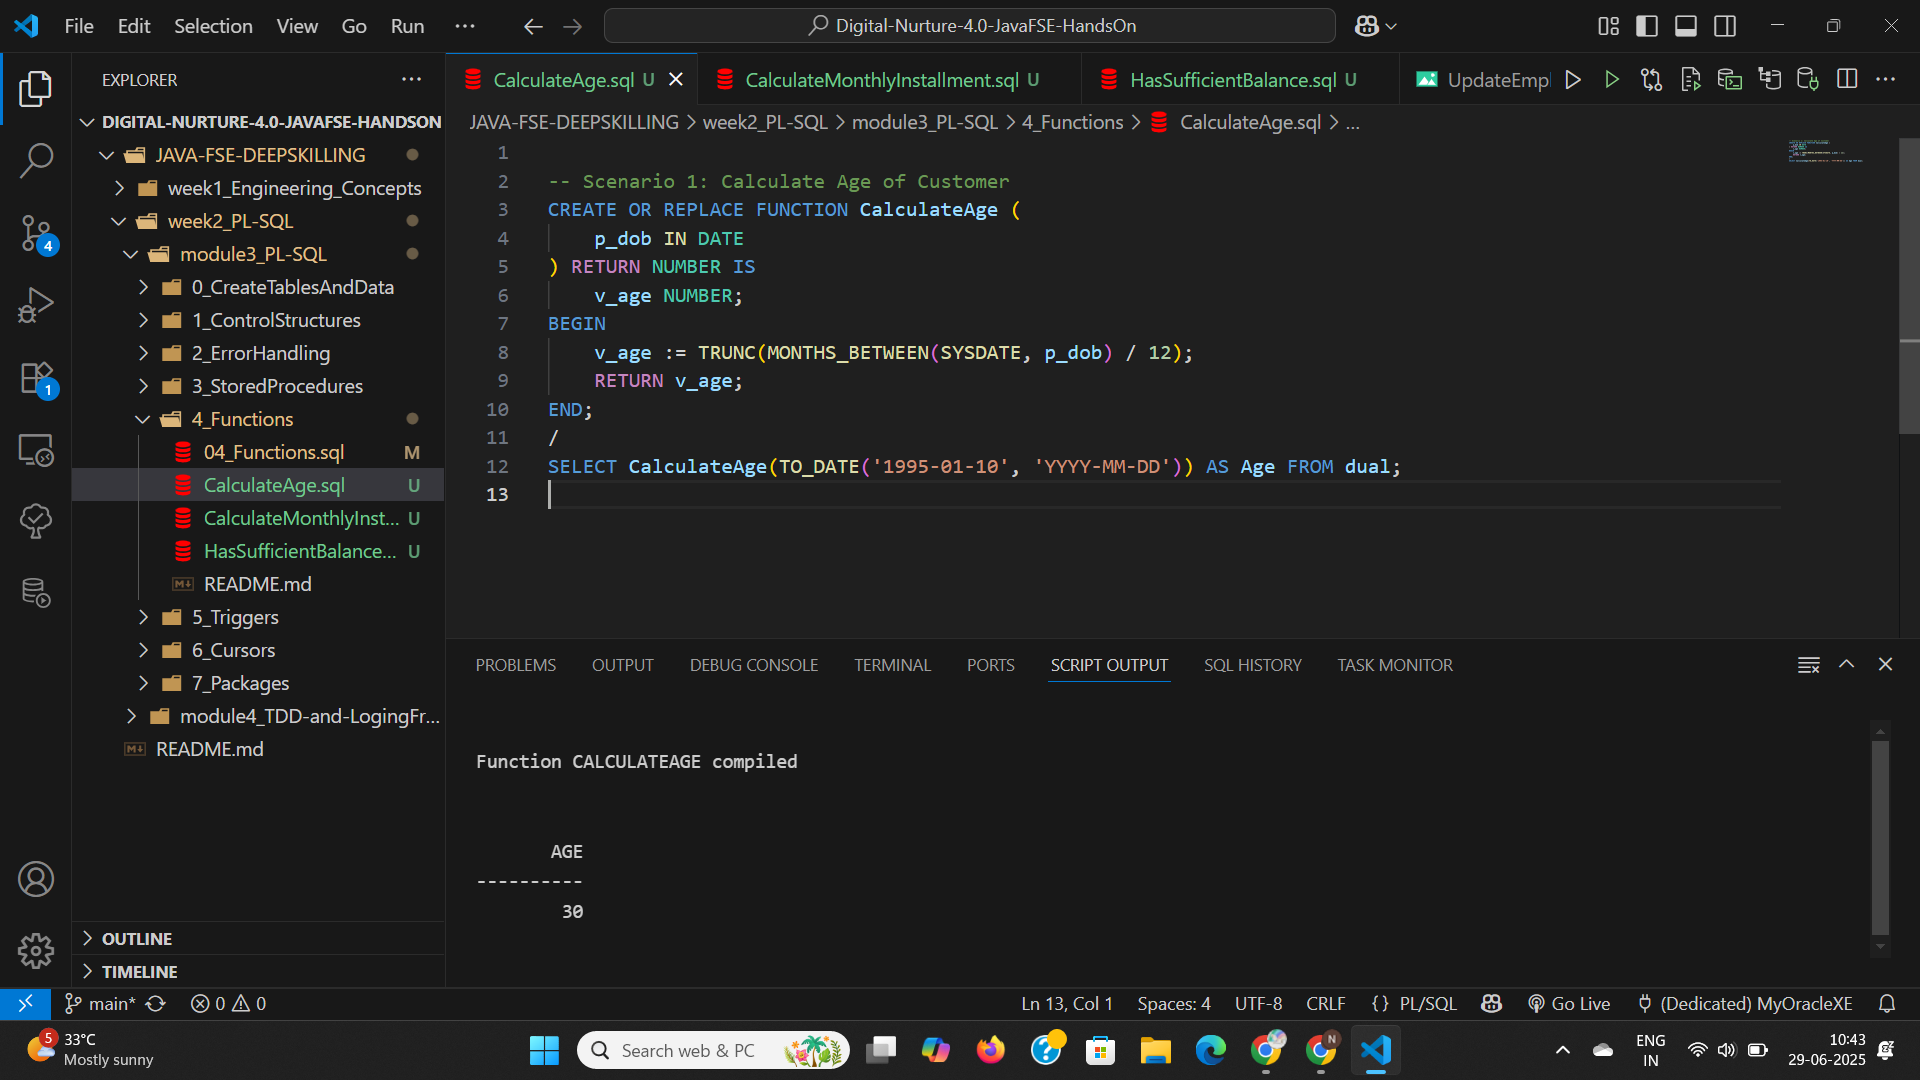 File Edit Selection View Go Run ...
Digital-Nurture-4.0-JavaFSE-HandsOn
EXPLORER
DIGITAL-NURTURE-4.0-JAVAFSE-HANDSON
JAVA-FSE-DEEPSKILLING
week1_Engineering_Concepts
week2_PL-SQL
module3_PL-SQL
0_CreateTablesAndData
1_ControlStructures
2_ErrorHandling
3_StoredProcedures
4_Functions
04_Functions.sql M
CalculateAge.sql U
CalculateMonthlyInst... U
HasSufficientBalance... U
README.md
5_Triggers
6_Cursors
7_Packages
module4_TDD-and-LogingFr...
README.md
OUTLINE
TIMELINE
4
1
CalculateAge.sql U
CalculateMonthlyInstallment.sql U
HasSufficientBalance.sql U
UpdateEmpl
JAVA-FSE-DEEPSKILLING > week2_PL-SQL > module3_PL-SQL > 4_Functions > CalculateAge.sql > ...
1
2 -- Scenario 1: Calculate Age of Customer
3 CREATE OR REPLACE FUNCTION CalculateAge (
4 p_dob IN DATE
5 ) RETURN NUMBER IS
6 v_age NUMBER;
7 BEGIN
8 v_age := TRUNC(MONTHS_BETWEEN(SYSDATE, p_dob) / 12);
9 RETURN v_age;
10 END;
11 /
12 SELECT CalculateAge(TO_DATE('1995-01-10', 'YYYY-MM-DD')) AS Age FROM dual;
13
PROBLEMS OUTPUT DEBUG CONSOLE TERMINAL PORTS SCRIPT OUTPUT SQL HISTORY TASK MONITOR
Function CALCULATEAGE compiled
AGE
----------
30
main* 0 0
Ln 13, Col 1 Spaces: 4 UTF-8 CRLF {} PL/SQL Go Live (Dedicated) MyOracleXE
5
33°C
Mostly sunny
Search web & PC
N
ENG
IN
10:43
29-06-2025